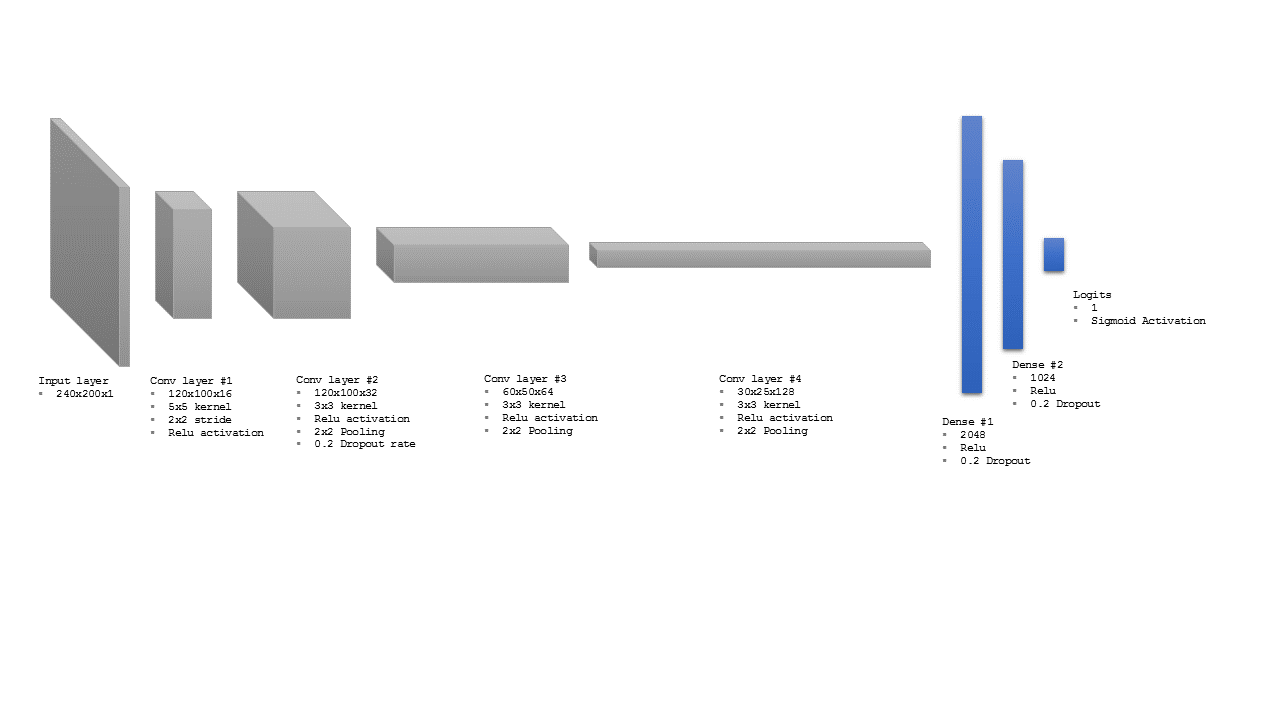 Input layer
▪ 240x200x1
Conv layer #1
▪ 120x100x16
▪ 5x5 kernel
▪ 2x2 stride
▪ Relu activation
Conv layer #2
▪ 120x100x32
▪ 3x3 kernel
▪ Relu activation
▪ 2x2 Pooling
▪ 0.2 Dropout rate
Conv layer #3
▪ 60x50x64
▪ 3x3 kernel
▪ Relu activation
▪ 2x2 Pooling
Conv layer #4
▪ 30x25x128
▪ 3x3 kernel
▪ Relu activation
▪ 2x2 Pooling
Dense #1
▪ 2048
▪ Relu
▪ 0.2 Dropout
Dense #2
▪ 1024
▪ Relu
▪ 0.2 Dropout
Logits
▪ 1
▪ Sigmoid Activation